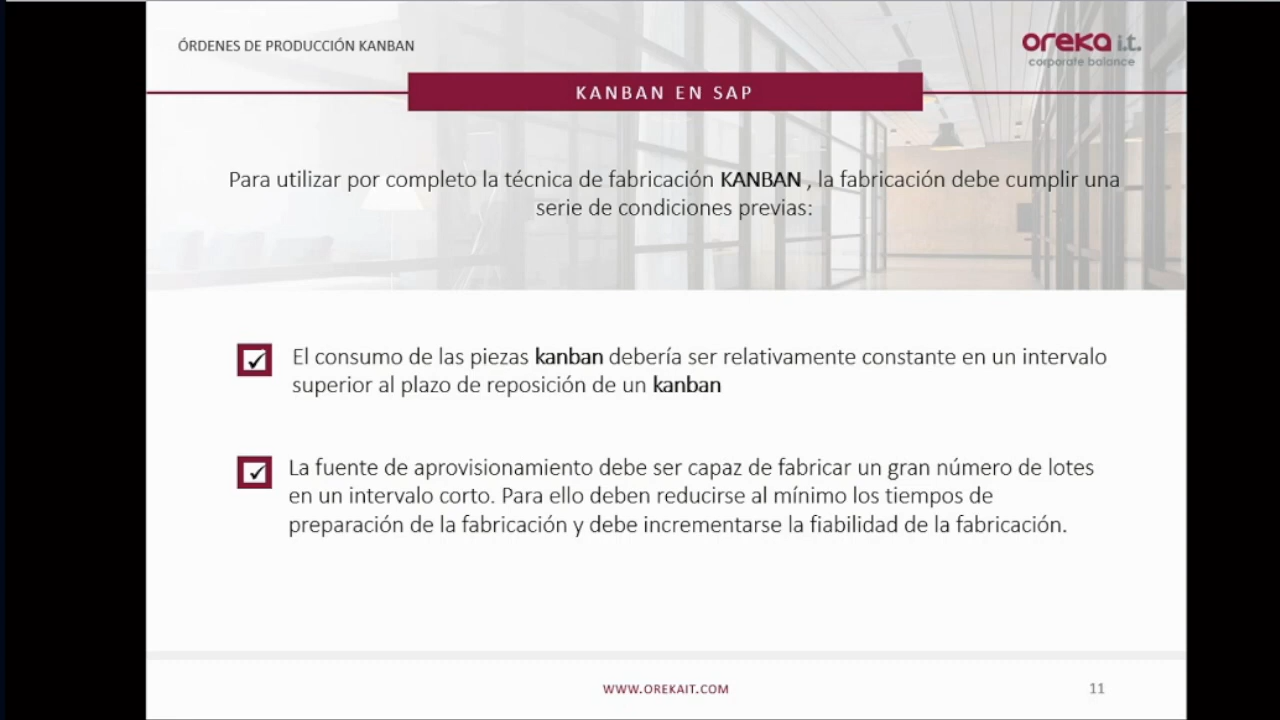 ÓRDENES DE PRODUCCIÓN KANBAN
oreka i.t.
corporate balance
KANBAN EN SAP
Para utilizar por completo la técnica de fabricación KANBAN , la fabricación debe cumplir una
serie de condiciones previas:
El consumo de las piezas kanban debería ser relativamente constante en un intervalo
superior al plazo de reposición de un kanban
La fuente de aprovisionamiento debe ser capaz de fabricar un gran número de lotes
en un intervalo corto. Para ello deben reducirse al mínimo los tiempos de
preparación de la fabricación y debe incrementarse la fiabilidad de la fabricación.
WWW.OREKAIT.COM
11